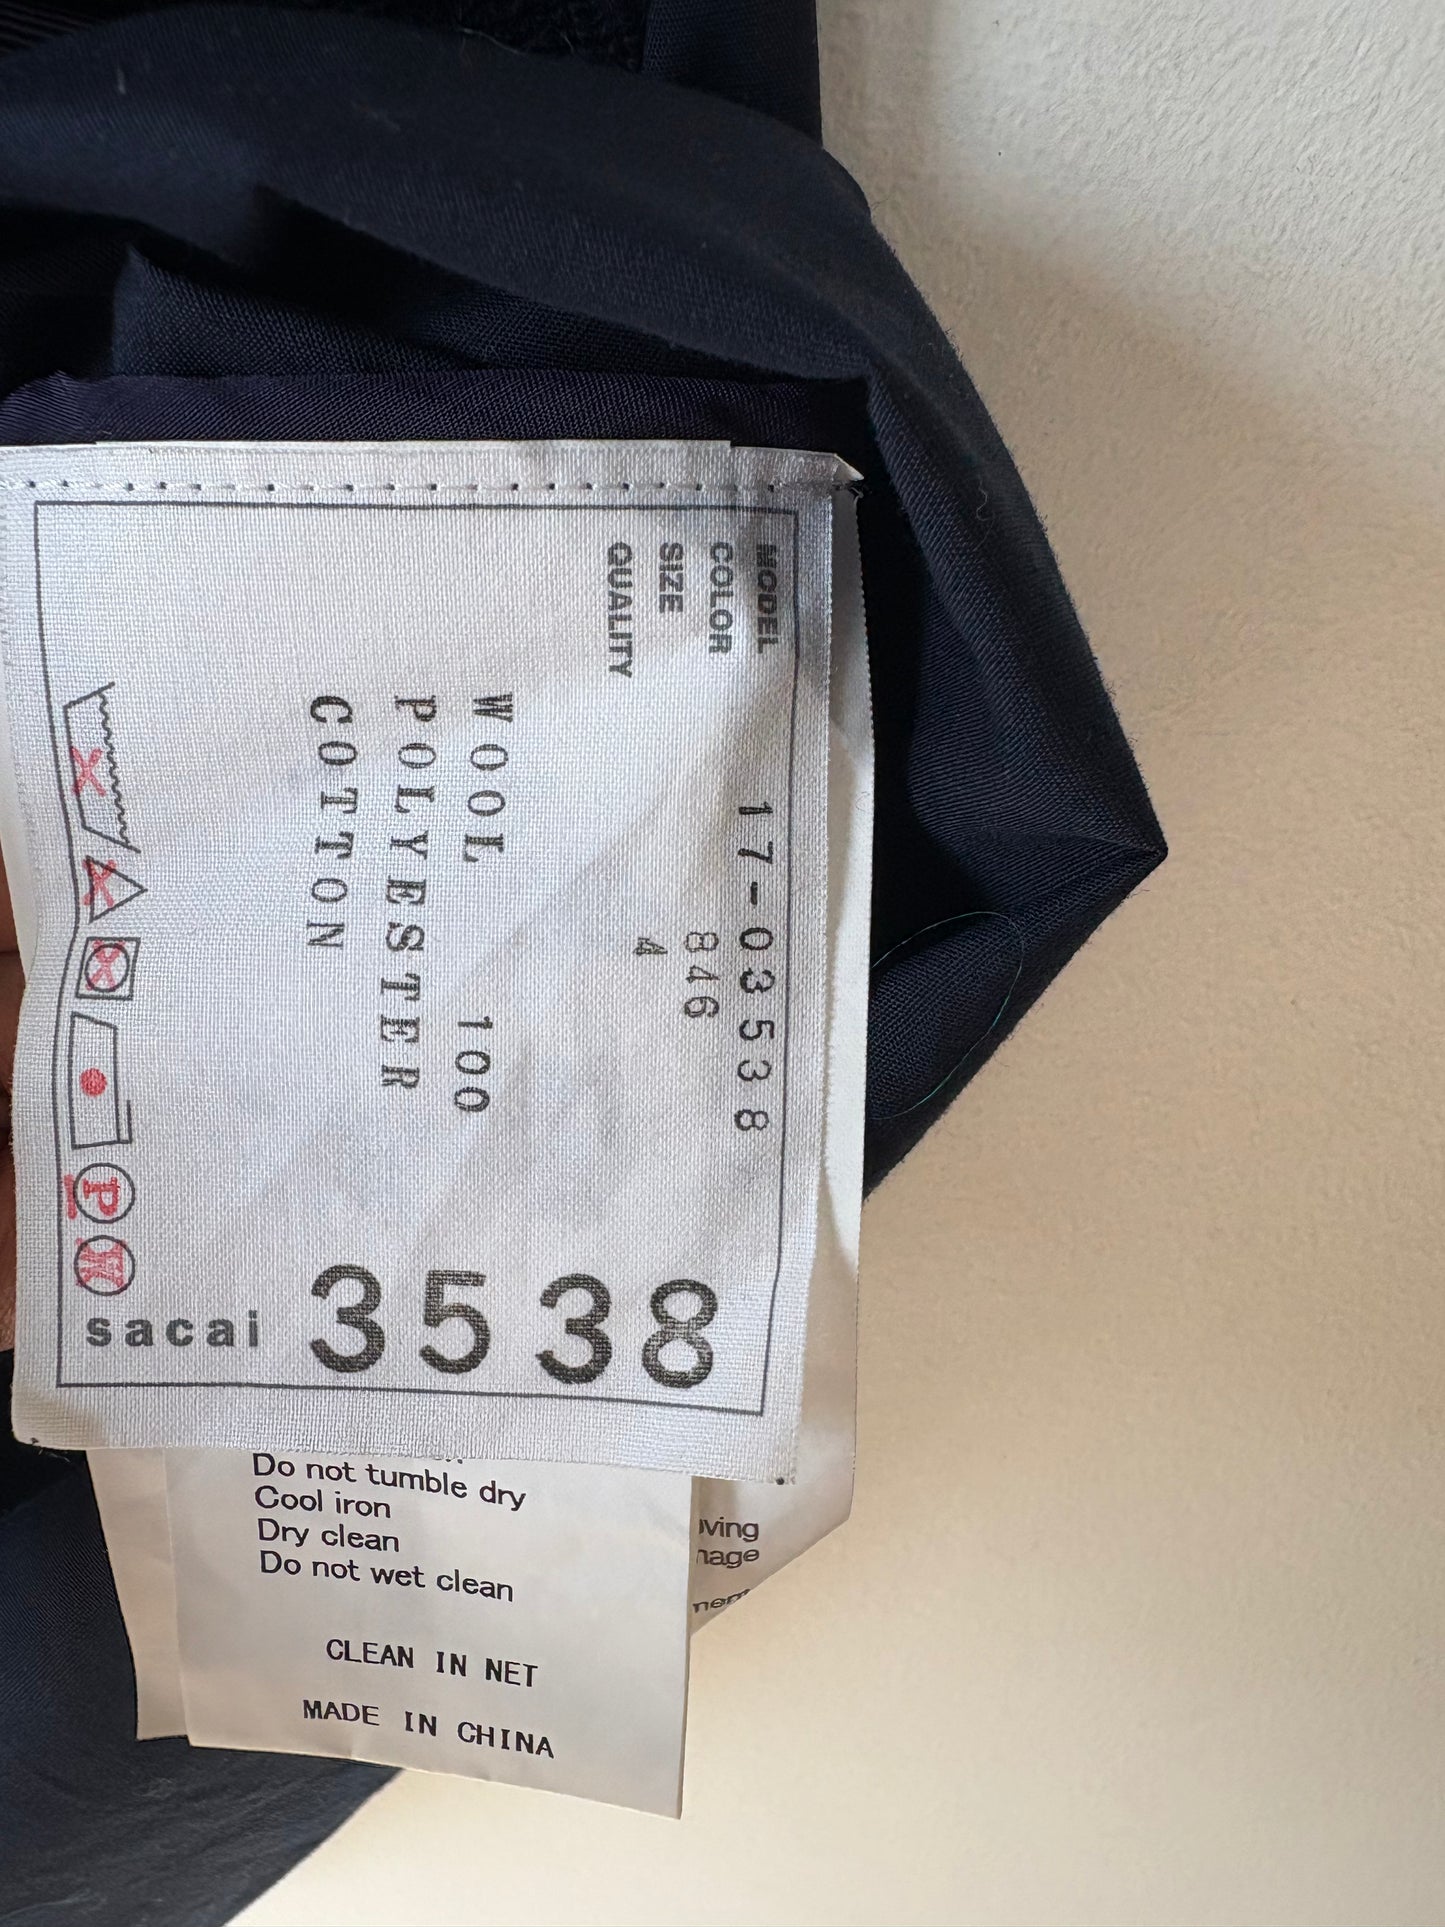 MODEL 17-03538
COLOR 846
SIZE 4
QUALITY
WOOL 100
POLYESTER
COTTON
P
W
3538
sacai
Do not tumble dry
Cool iron
Dry clean
Do not wet clean
CLEAN IN NET
MADE IN CHINA